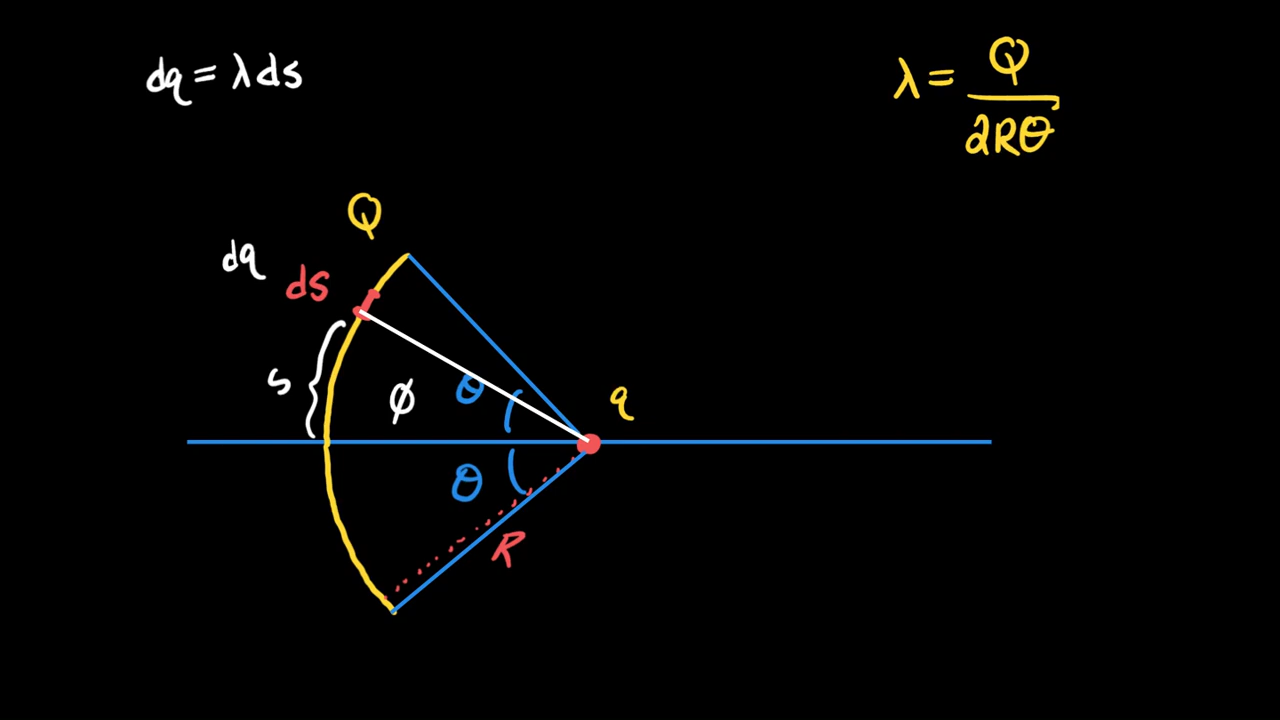 dq = λds
λ = Q / 2Rθ
Q
dq
ds
s
ϕ
θ
q
θ
R